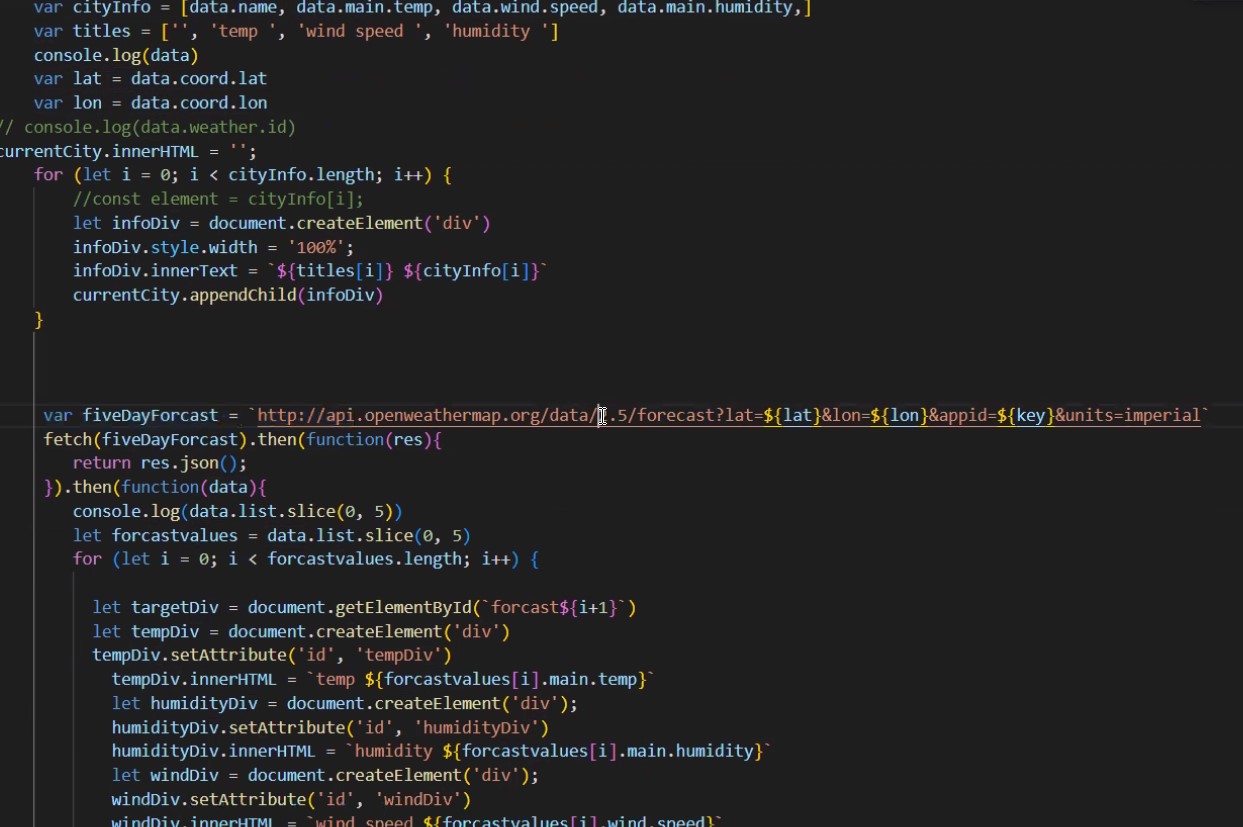 var cityInfo = [data.name, data.main.temp, data.wind.speed, data.main.humidity,]
var titles = ['', 'temp ', 'wind speed ', 'humidity ']
console.log(data)
var lat = data.coord.lat
var lon = data.coord.lon
/ console.log(data.weather.id)
currentCity.innerHTML = '';
for (let i = 0; i < cityInfo.length; i++) {
//const element = cityInfo[i];
let infoDiv = document.createElement('div')
infoDiv.style.width = '100%';
infoDiv.innerText = `${titles[i]} ${cityInfo[i]}`
currentCity.appendChild(infoDiv)
}
var fiveDayForcast = `http://api.openweathermap.org/data/.5/forecast?lat=${lat}&lon=${lon}&appid=${key}&units=imperial`
fetch(fiveDayForcast).then(function(res){
return res.json();
}).then(function(data){
console.log(data.list.slice(0, 5))
let forcastvalues = data.list.slice(0, 5)
for (let i = 0; i < forcastvalues.length; i++) {
let targetDiv = document.getElementById(`forcast${i+1}`)
let tempDiv = document.createElement('div')
tempDiv.setAttribute('id', 'tempDiv')
tempDiv.innerHTML = `temp ${forcastvalues[i].main.temp}`
let humidityDiv = document.createElement('div');
humidityDiv.setAttribute('id', 'humidityDiv')
humidityDiv.innerHTML = `humidity ${forcastvalues[i].main.humidity}`
let windDiv = document.createElement('div');
windDiv.setAttribute('id', 'windDiv')
windDiv.innerHTML = `wind speed ${forcastvalues[i].wind.speed}`